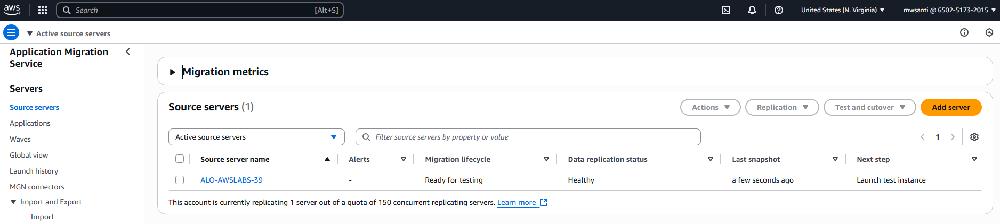 aws
Search [Alt+S]
United States (N. Virginia) mwsanti @ 6502-5173-2015
Active source servers
Application Migration
Service
Servers
Source servers
Applications
Waves
Global view
Launch history
MGN connectors
Import and Export
Import
Migration metrics
Source servers (1)
Actions Replication Test and cutover Add server
Active source servers Filter source servers by property or value 1
Source server name Alerts Migration lifecycle Data replication status Last snapshot Next step
ALO-AWSLABS-39 - Ready for testing Healthy a few seconds ago Launch test instance
This account is currently replicating 1 server out of a quota of 150 concurrent replicating servers. Learn more